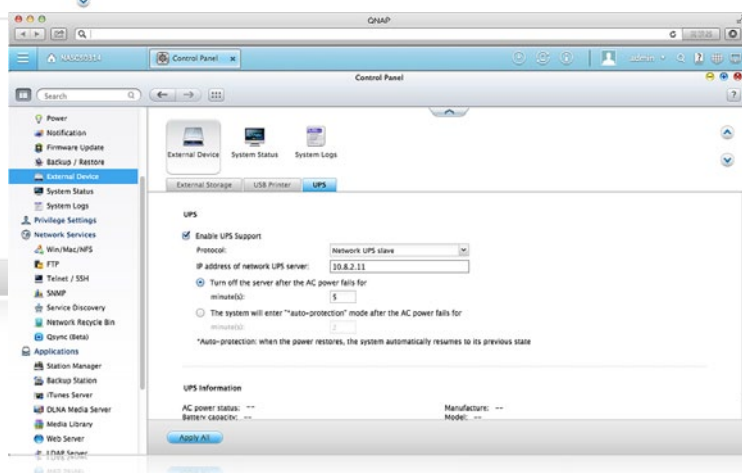 QNAP
Control Panel
admin
Control Panel
Search
Power
Notification
Firmware Update
Backup / Restore
External Device
System Status
System Logs
Privilege Settings
Network Services
Win/Mac/NFS
FTP
Telnet / SSH
SNMP
Service Discovery
Network Recycle Bin
Qsync (Beta)
Applications
Station Manager
Backup Station
iTunes Server
DLNA Media Server
Media Library
Web Server
LDAP Server
External Device
System Status
System Logs
External Storage
USB Printer
UPS
UPS
Enable UPS Support
Protocol: Network UPS slave
IP address of network UPS server: 10.8.2.11
Turn off the server after the AC power fails for
minute(s): 5
The system will enter "*auto-protection" mode after the AC power fails for
minute(s): 2
*Auto-protection: when the power restores, the system automatically resumes to its previous state
UPS Information
AC power status: --
Manufacture: --
Battery capacity: --
Model: --
Apply All